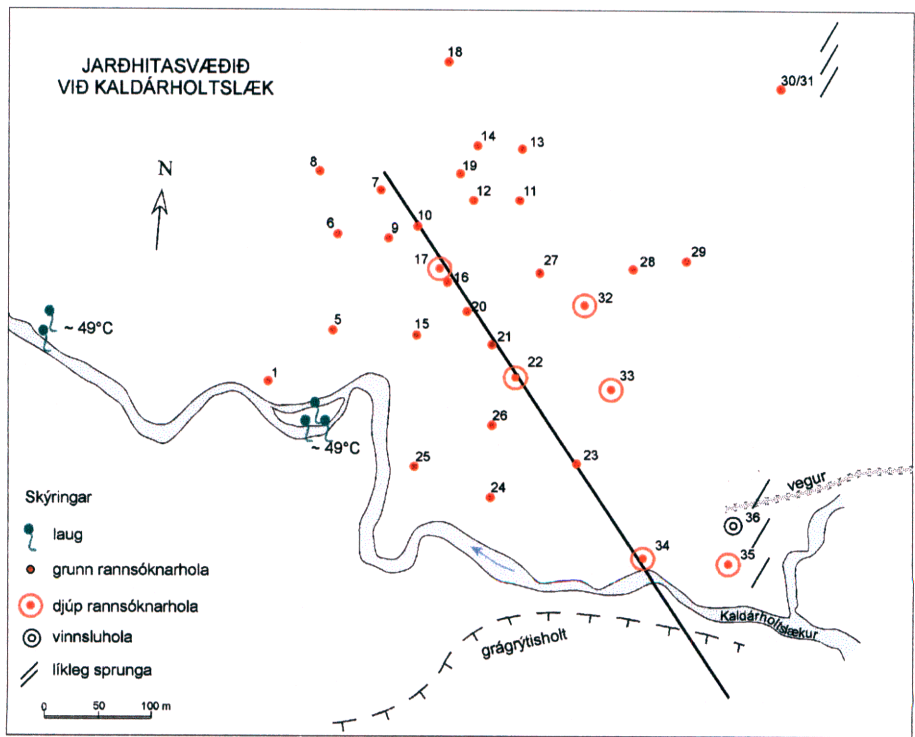 JARÐHITASVÆÐIÐ
VIÐ KALDÁRHOLTSLÆK
18
30/31
14
13
8
19
7
12
11
N
10
6
9
17
16
27
28
29
32
~ 49°C
5
15
20
21
22
33
1
26
~ 49°C
25
23
24
vegur
36
34
35
Kaldárholtslækur
grágrýtisholt
Skýringar
laug
grunn rannsóknarhola
djúp rannsóknarhola
vinnsluhola
líkleg sprunga
0 50 100 m